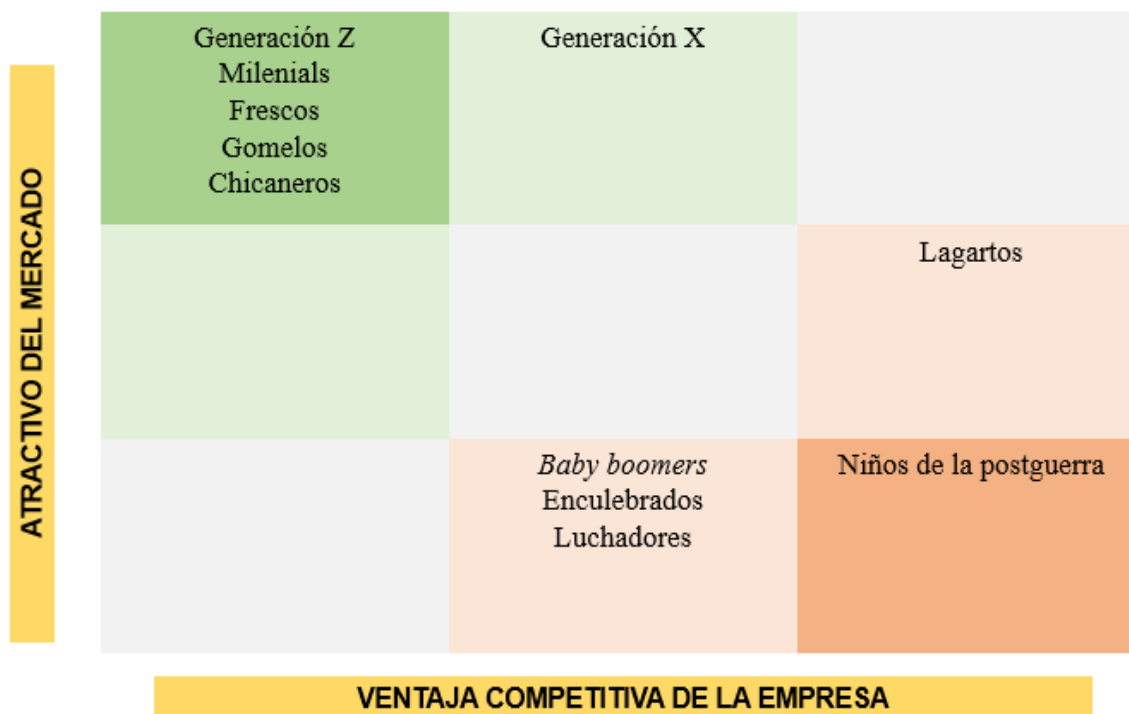 ATRACTIVO DEL MERCADO
Generación Z
Milenials
Frescos
Gomelos
Chicaneros
Generación X
Lagartos
Baby boomers
Enculebrados
Luchadores
Niños de la postguerra
VENTAJA COMPETITIVA DE LA EMPRESA